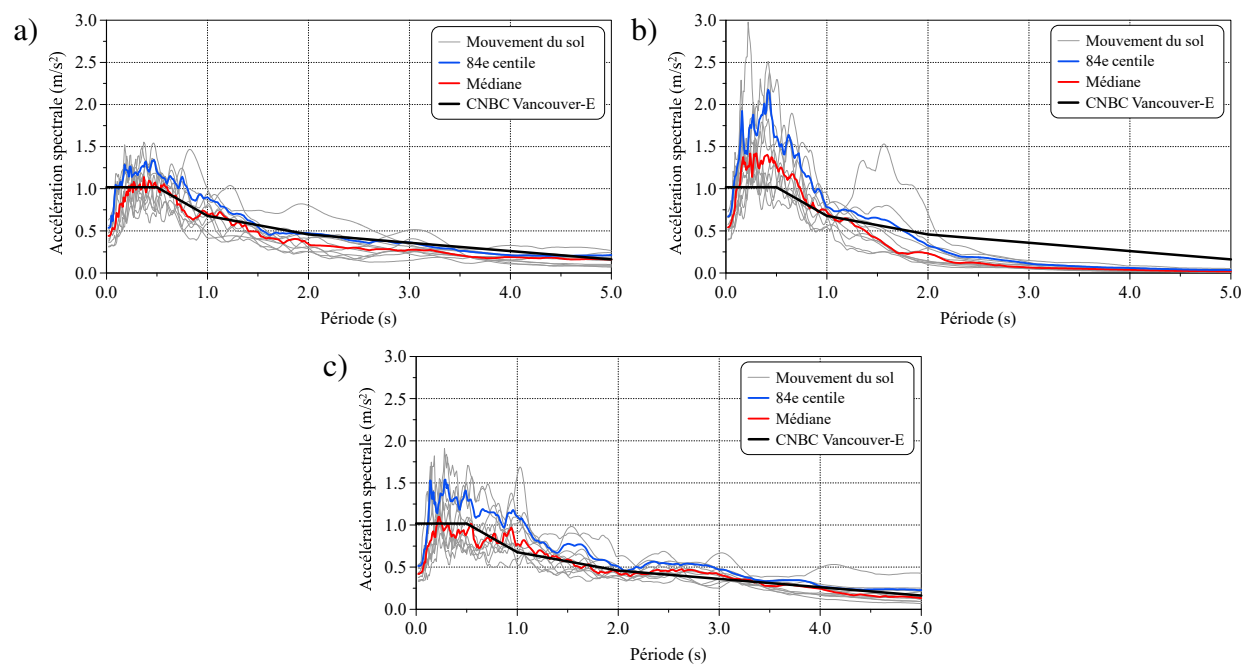 a)
3.0
2.5
2.0
1.5
1.0
0.5
0.0
Accélération spectrale (m/s²)
Mouvement du sol
84e centile
Médiane
CNBC Vancouver-E
0.0 1.0 2.0 3.0 4.0 5.0
Période (s)
b)
3.0
2.5
2.0
1.5
1.0
0.5
0.0
Accélération spectrale (m/s²)
Mouvement du sol
84e centile
Médiane
CNBC Vancouver-E
0.0 1.0 2.0 3.0 4.0 5.0
Période (s)
c)
3.0
2.5
2.0
1.5
1.0
0.5
0.0
Accélération spectrale (m/s²)
Mouvement du sol
84e centile
Médiane
CNBC Vancouver-E
0.0 1.0 2.0 3.0 4.0 5.0
Période (s)